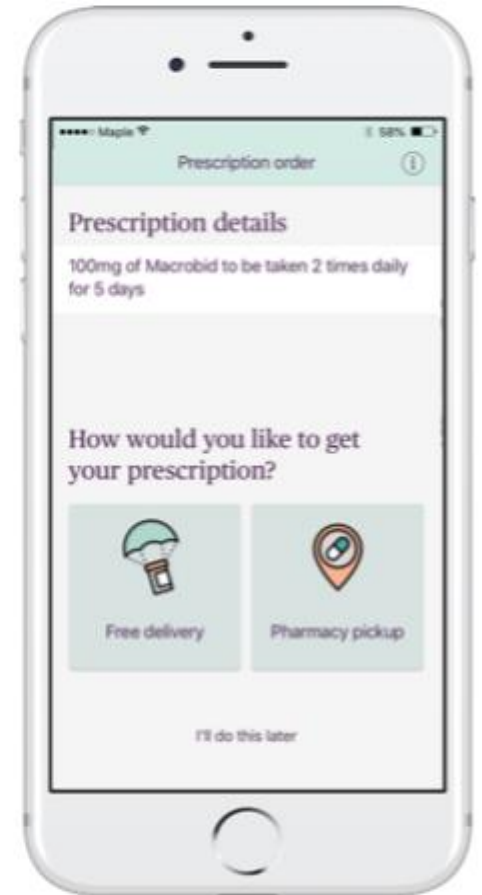 Maple
58%
Prescription order
Prescription details
100mg of Macrobid to be taken 2 times daily
for 5 days
How would you like to get
your prescription?
Free delivery
Pharmacy pickup
I'll do this later